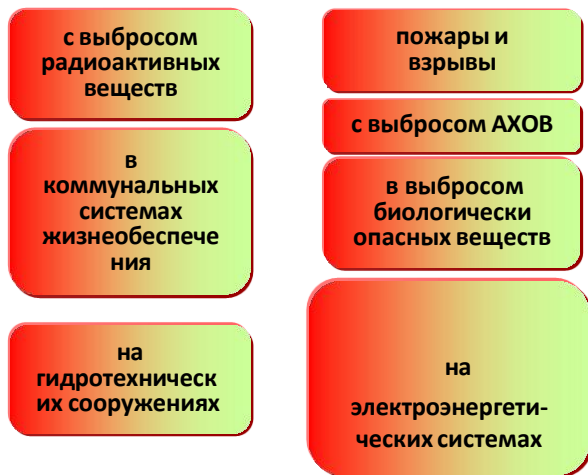 с выбросом
радиоактивных
веществ
в
коммунальных
системах
жизнеобеспече
ния
на
гидротехническ
их сооружениях
пожары и
взрывы
с выбросом АХОВ
в выбросом
биологически
опасных веществ
на
электроэнергети-
ческих системах